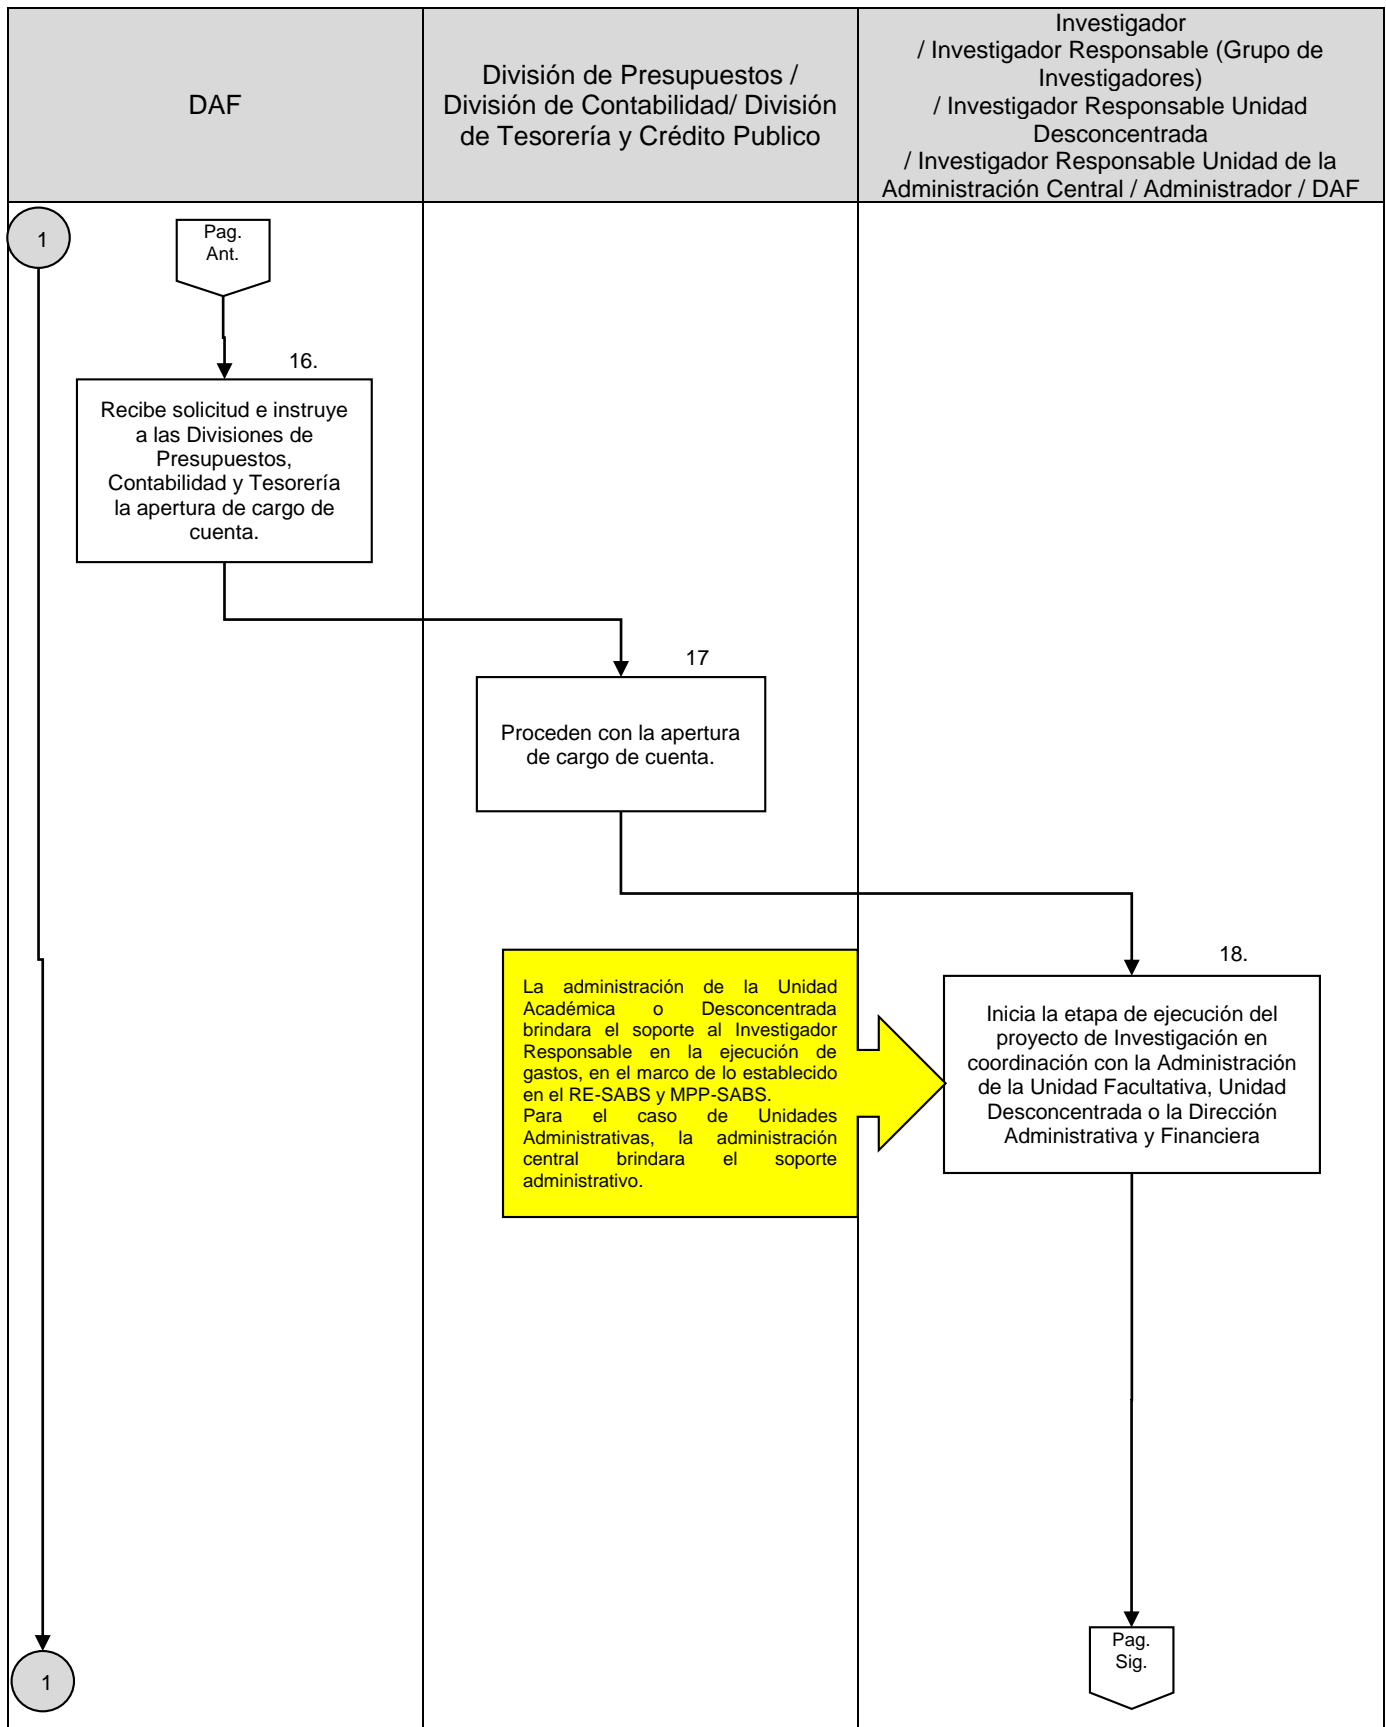 DAF
División de Presupuestos /
División de Contabilidad/ División
de Tesorería y Crédito Publico
Investigador
/ Investigador Responsable (Grupo de
Investigadores)
/ Investigador Responsable Unidad
Desconcentrada
/ Investigador Responsable Unidad de la
Administración Central / Administrador / DAF
1
Pag.
Ant.
16.
Recibe solicitud e instruye
a las Divisiones de
Presupuestos,
Contabilidad y Tesorería
la apertura de cargo de
cuenta.
17
Proceden con la apertura
de cargo de cuenta.
La administración de la Unidad
Académica o Desconcentrada
brindara el soporte al Investigador
Responsable en la ejecución de
gastos, en el marco de lo establecido
en el RE-SABS y MPP-SABS.
Para el caso de Unidades
Administrativas, la administración
central brindara el soporte
administrativo.
18.
Inicia la etapa de ejecución del
proyecto de Investigación en
coordinación con la Administración
de la Unidad Facultativa, Unidad
Desconcentrada o la Dirección
Administrativa y Financiera
Pag.
Sig.
1